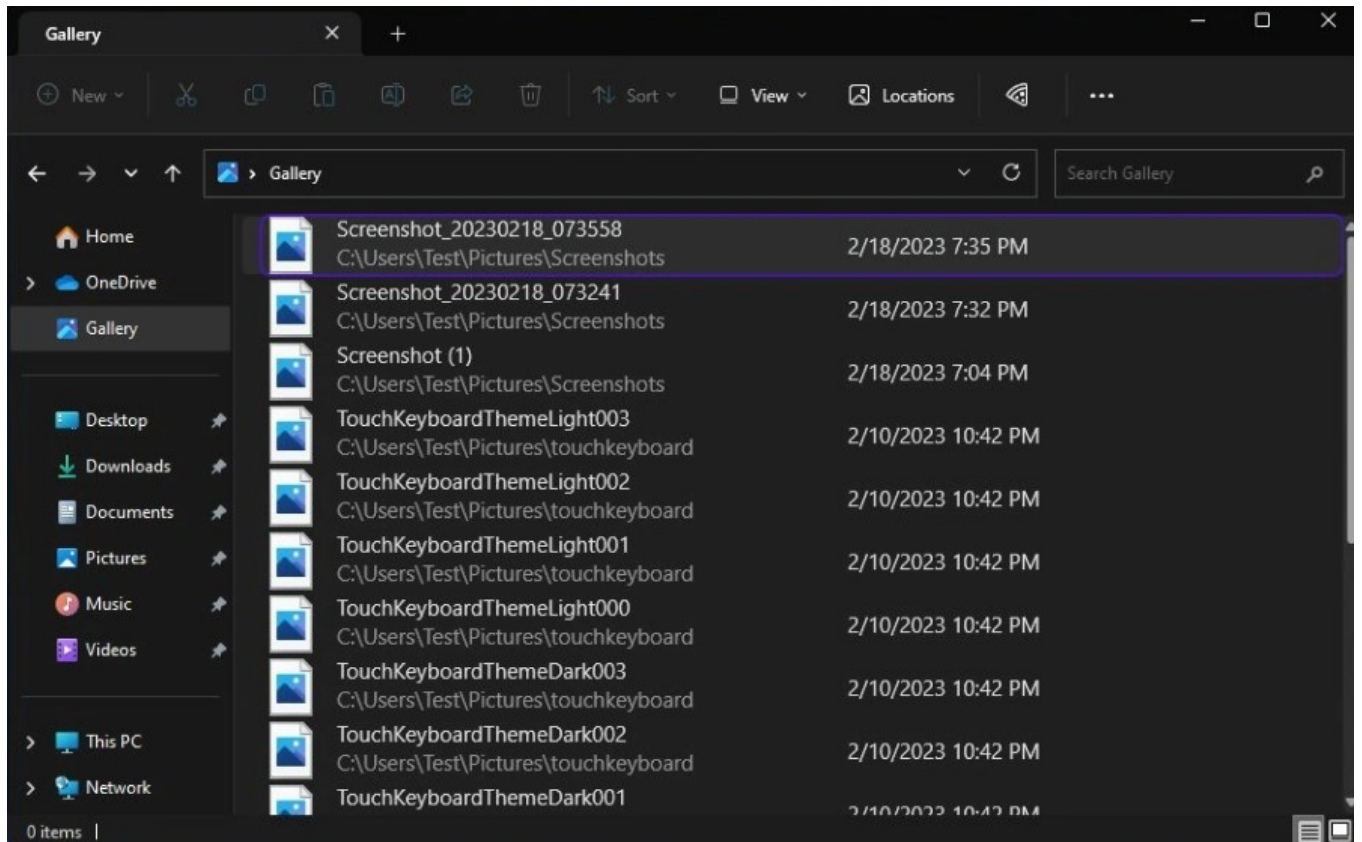 Gallery
New
Sort
View
Locations
Gallery
Search Gallery
Home
OneDrive
Gallery
Desktop
Downloads
Documents
Pictures
Music
Videos
This PC
Network
Screenshot_20230218_073558
C:\Users\Test\Pictures\Screenshots
2/18/2023 7:35 PM
Screenshot_20230218_073241
C:\Users\Test\Pictures\Screenshots
2/18/2023 7:32 PM
Screenshot (1)
C:\Users\Test\Pictures\Screenshots
2/18/2023 7:04 PM
TouchKeyboardThemeLight003
C:\Users\Test\Pictures\touchkeyboard
2/10/2023 10:42 PM
TouchKeyboardThemeLight002
C:\Users\Test\Pictures\touchkeyboard
2/10/2023 10:42 PM
TouchKeyboardThemeLight001
C:\Users\Test\Pictures\touchkeyboard
2/10/2023 10:42 PM
TouchKeyboardThemeLight000
C:\Users\Test\Pictures\touchkeyboard
2/10/2023 10:42 PM
TouchKeyboardThemeDark003
C:\Users\Test\Pictures\touchkeyboard
2/10/2023 10:42 PM
TouchKeyboardThemeDark002
C:\Users\Test\Pictures\touchkeyboard
2/10/2023 10:42 PM
TouchKeyboardThemeDark001
2/10/2023 10:42 PM
0 items